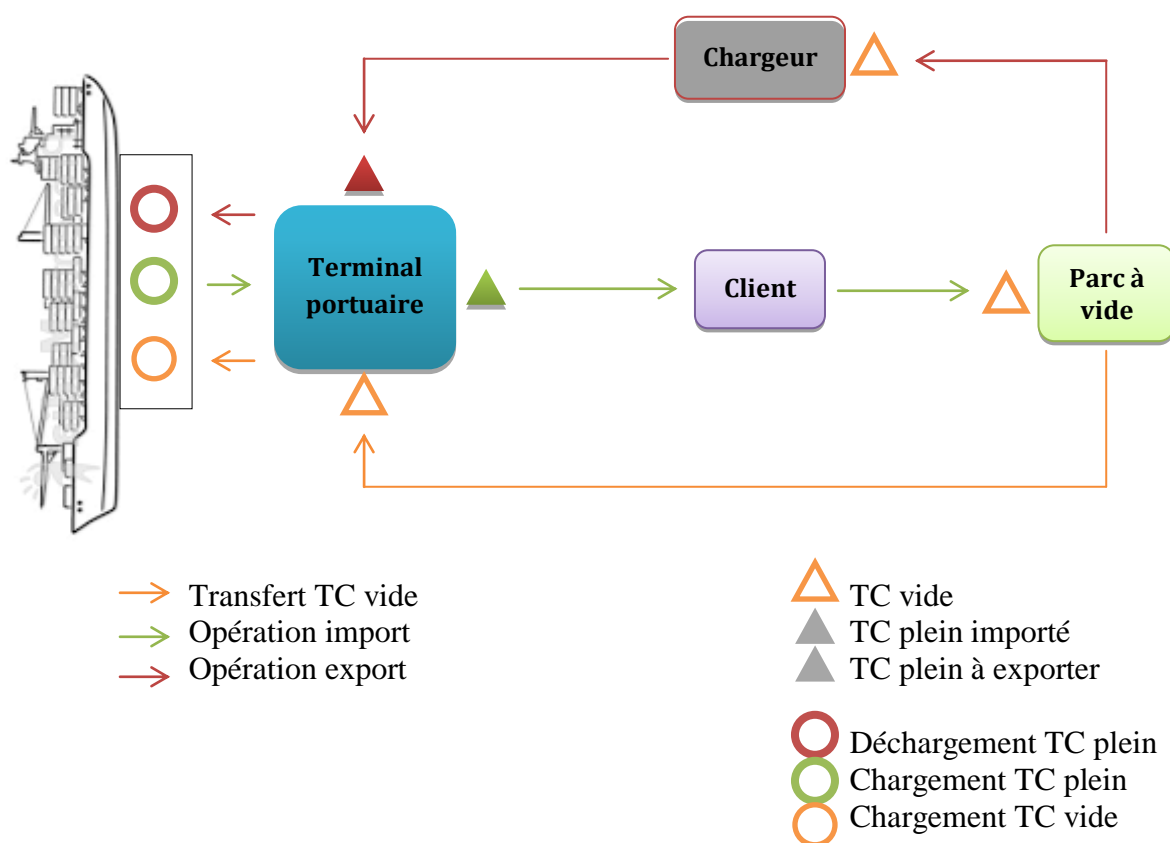 Chargeur
Terminal
portuaire
Client
Parc à
vide
Transfert TC vide
Opération import
Opération export
TC vide
TC plein importé
TC plein à exporter
Déchargement TC plein
Chargement TC plein
Chargement TC vide